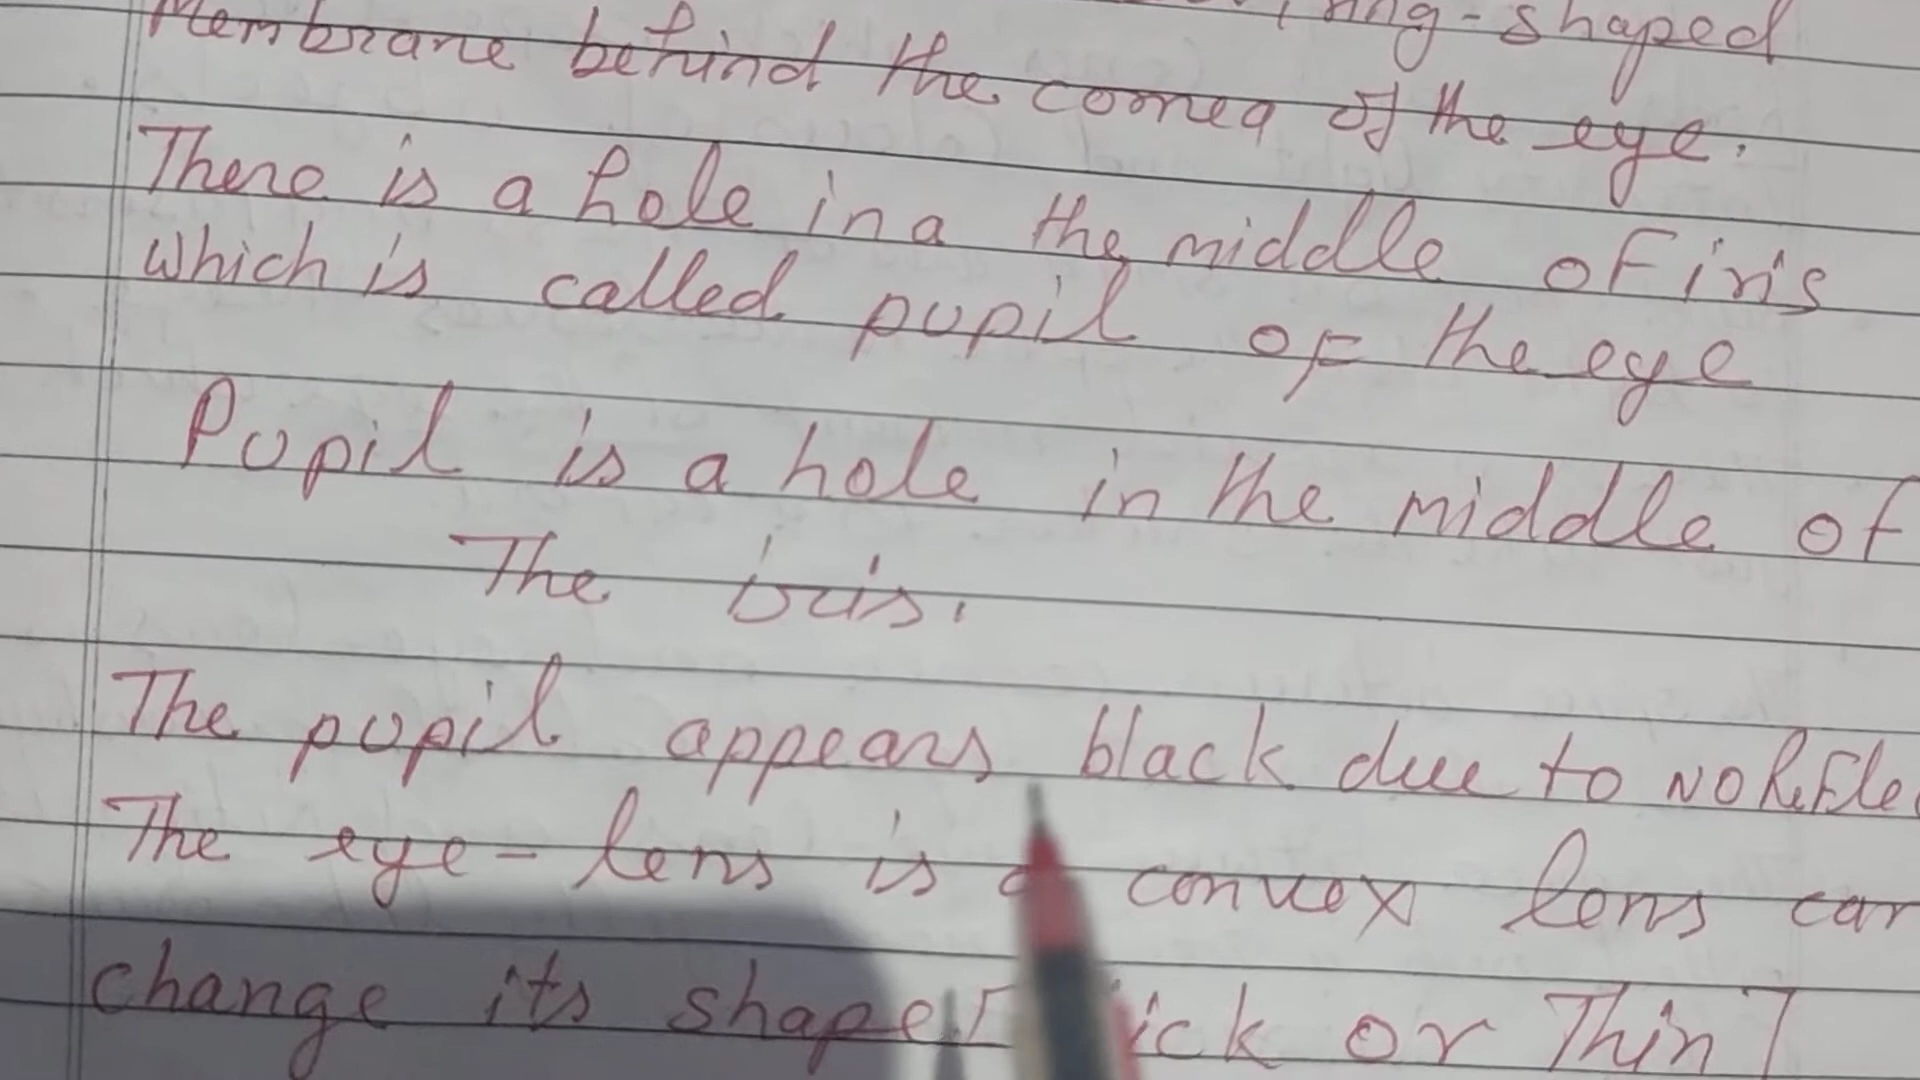 ring-shaped
Membrane behind the cornea of the eye.
There is a hole in a the middle of iris
which is called pupil of the eye
Pupil is a hole in the middle of
The iris.
The pupil appears black due to NO
The eye-lens is a convex lens can
change its shape [ or Thin ]